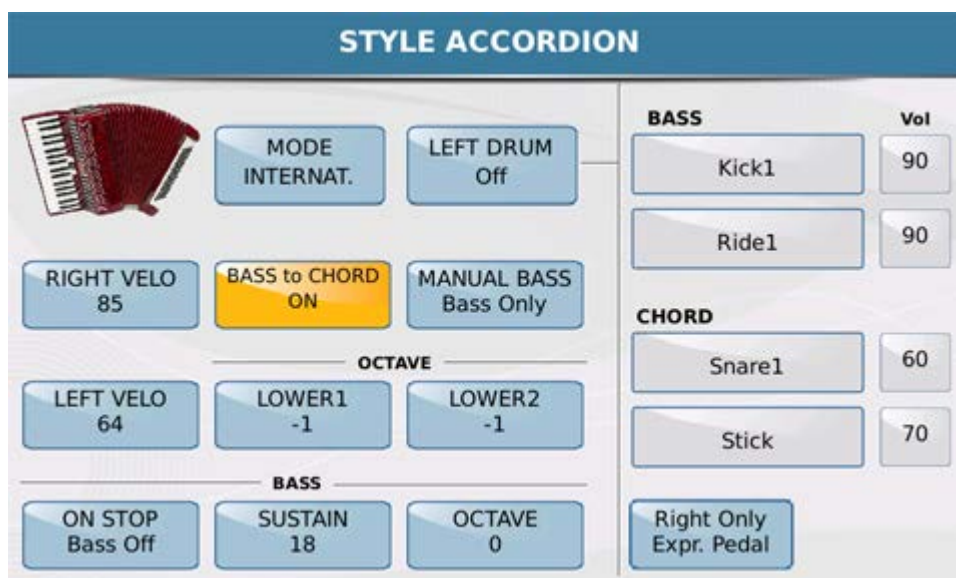 STYLE ACCORDION
MODE
INTERNAT.
LEFT DRUM
Off
RIGHT VELO
85
BASS to CHORD
ON
MANUAL BASS
Bass Only
OCTAVE
LEFT VELO
64
LOWER1
-1
LOWER2
-1
BASS
ON STOP
Bass Off
SUSTAIN
18
OCTAVE
0
BASS Vol
Kick1 90
Ride1 90
CHORD
Snare1 60
Stick 70
Right Only
Expr. Pedal